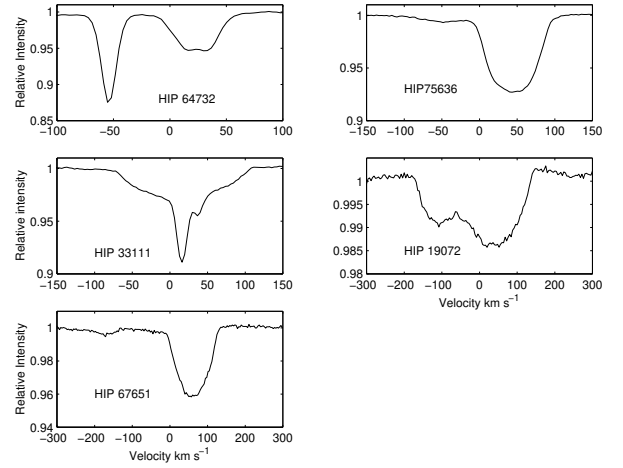 Relative Intensity
1
0.95
0.9
0.85
−100 −50 0 50 100
HIP 64732
1
0.95
0.9
−150 −100 −50 0 50 100 150
HIP75636
Relative intensity
1
0.95
0.9
−150 −100 −50 0 50 100 150
HIP 33111
1
0.995
0.99
0.985
0.98
−300 −200 −100 0 100 200 300
HIP 19072
Velocity km s⁻¹
Relative Intensity
1
0.98
0.96
0.94
−300 −200 −100 0 100 200 300
HIP 67651
Velocity km s⁻¹